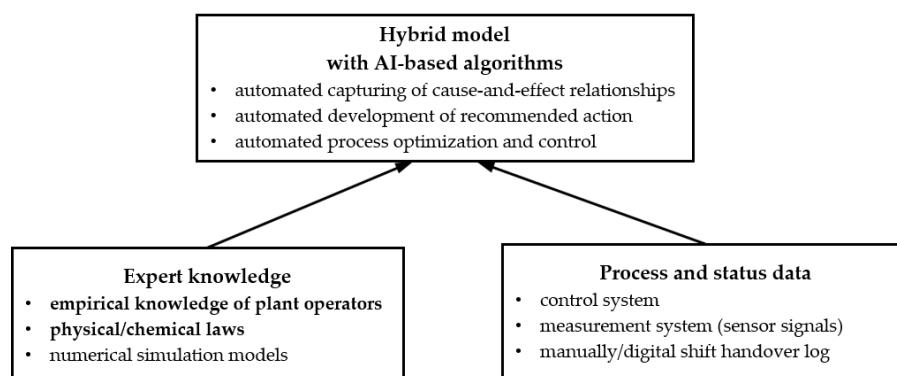 Hybrid model
with AI-based algorithms
• automated capturing of cause-and-effect relationships
• automated development of recommended action
• automated process optimization and control
Expert knowledge
• empirical knowledge of plant operators
• physical/chemical laws
• numerical simulation models
Process and status data
• control system
• measurement system (sensor signals)
• manually/digital shift handover log